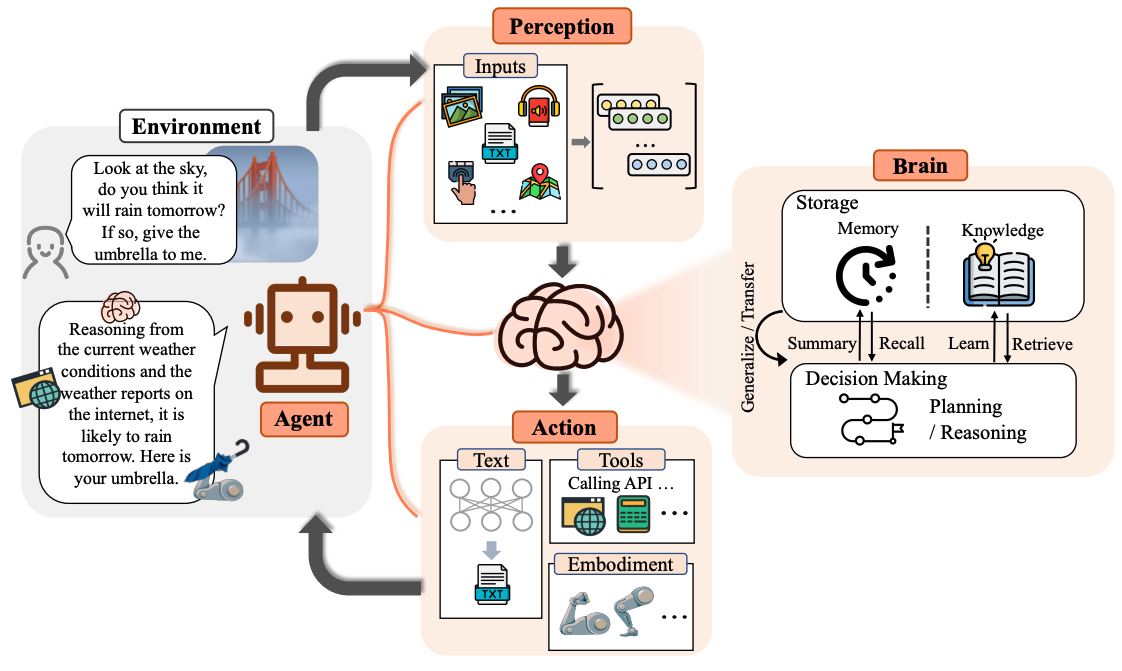 Perception
Inputs
TXT
...
...
Environment
Look at the sky,
do you think it
will rain tomorrow?
If so, give the
umbrella to me.
Reasoning from
the current weather
conditions and the
weather reports on
the internet, it is
likely to rain
tomorrow. Here is
your umbrella.
Agent
Brain
Storage
Memory
Knowledge
Generalize / Transfer
Summary
Recall
Learn
Retrieve
Decision Making
Planning
/ Reasoning
Action
Text
TXT
Tools
Calling API ...
...
Embodiment
...